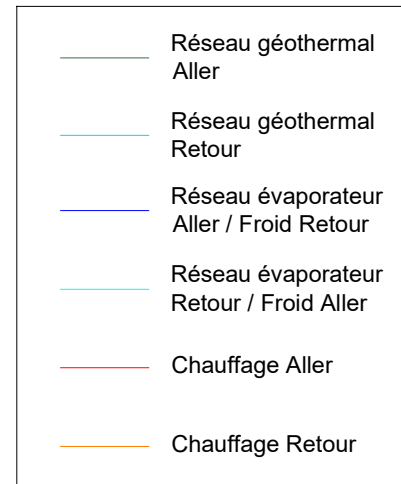 Réseau géothermal
Aller
Réseau géothermal
Retour
Réseau évaporateur
Aller / Froid Retour
Réseau évaporateur
Retour / Froid Aller
Chauffage Aller
Chauffage Retour